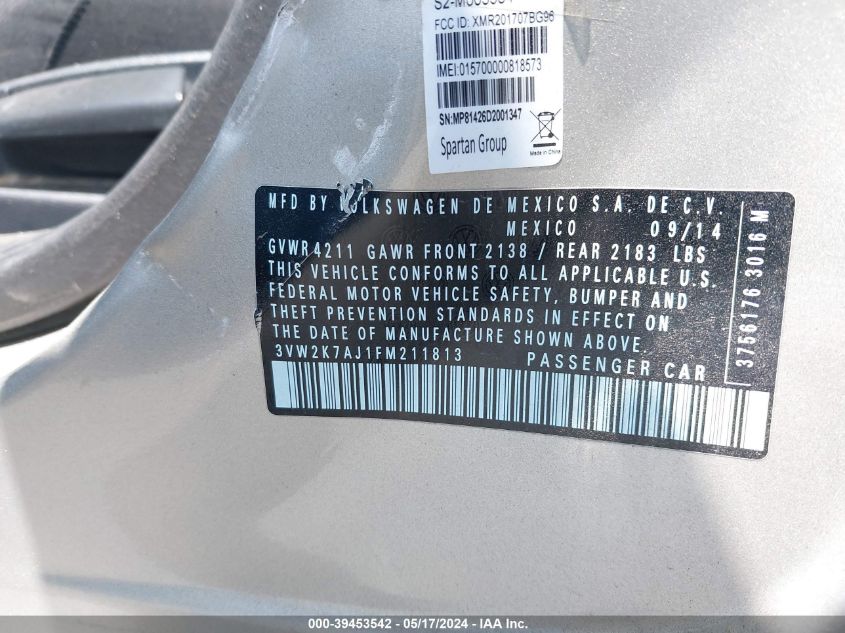 FCC ID: XMR201707BG96
IMEI:015700000818573
SN:MP81426D2001347
Made in China
Spartan Group
MFD BY VOLKSWAGEN DE MEXICO S.A. DE C.V.
MEXICO 09/14
GVWR 4211 GAWR FRONT 2138 / REAR 2183 LBS
THIS VEHICLE CONFORMS TO ALL APPLICABLE U.S.
FEDERAL MOTOR VEHICLE SAFETY, BUMPER AND
THEFT PREVENTION STANDARDS IN EFFECT ON
THE DATE OF MANUFACTURE SHOWN ABOVE.
3VW2K7AJ1FM211813 PASSENGER CAR
3756176 3016 M
000-39453542 - 05/17/2024 - IAA, Inc.